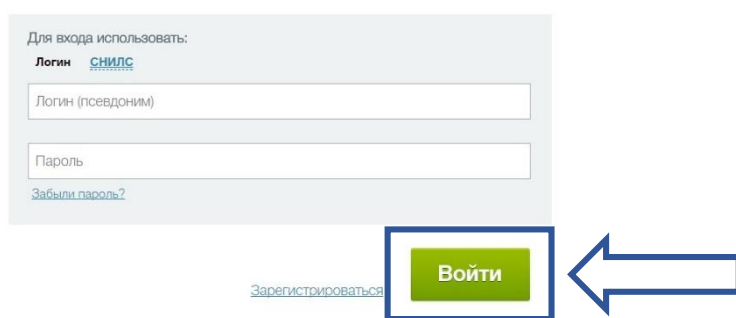 Для входа использовать:
Логин СНИЛС
Логин (псевдоним)
Пароль
Забыли пароль?
Войти
Зарегистрироваться